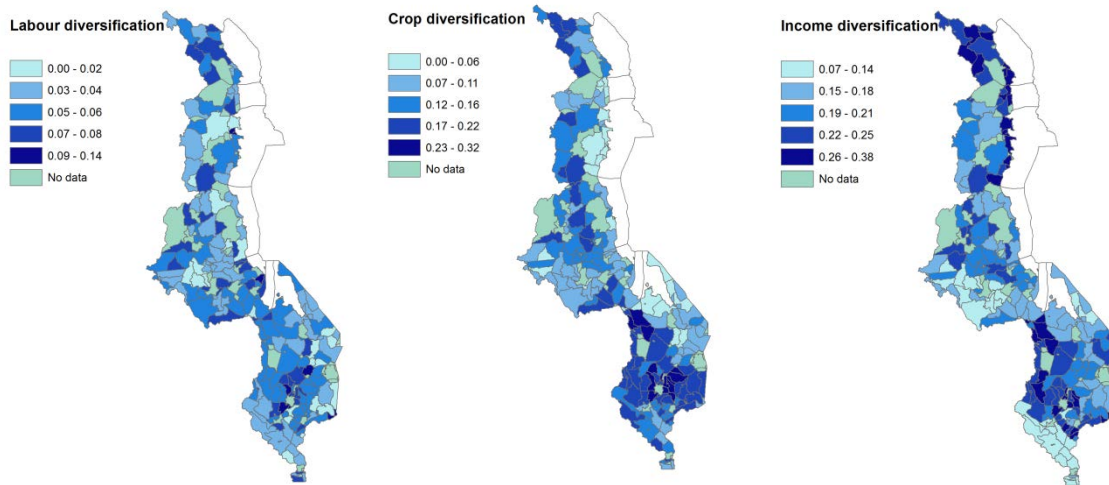 Labour diversification
0.00 - 0.02
0.03 - 0.04
0.05 - 0.06
0.07 - 0.08
0.09 - 0.14
No data
Crop diversification
0.00 - 0.06
0.07 - 0.11
0.12 - 0.16
0.17 - 0.22
0.23 - 0.32
No data
Income diversification
0.07 - 0.14
0.15 - 0.18
0.19 - 0.21
0.22 - 0.25
0.26 - 0.38
No data